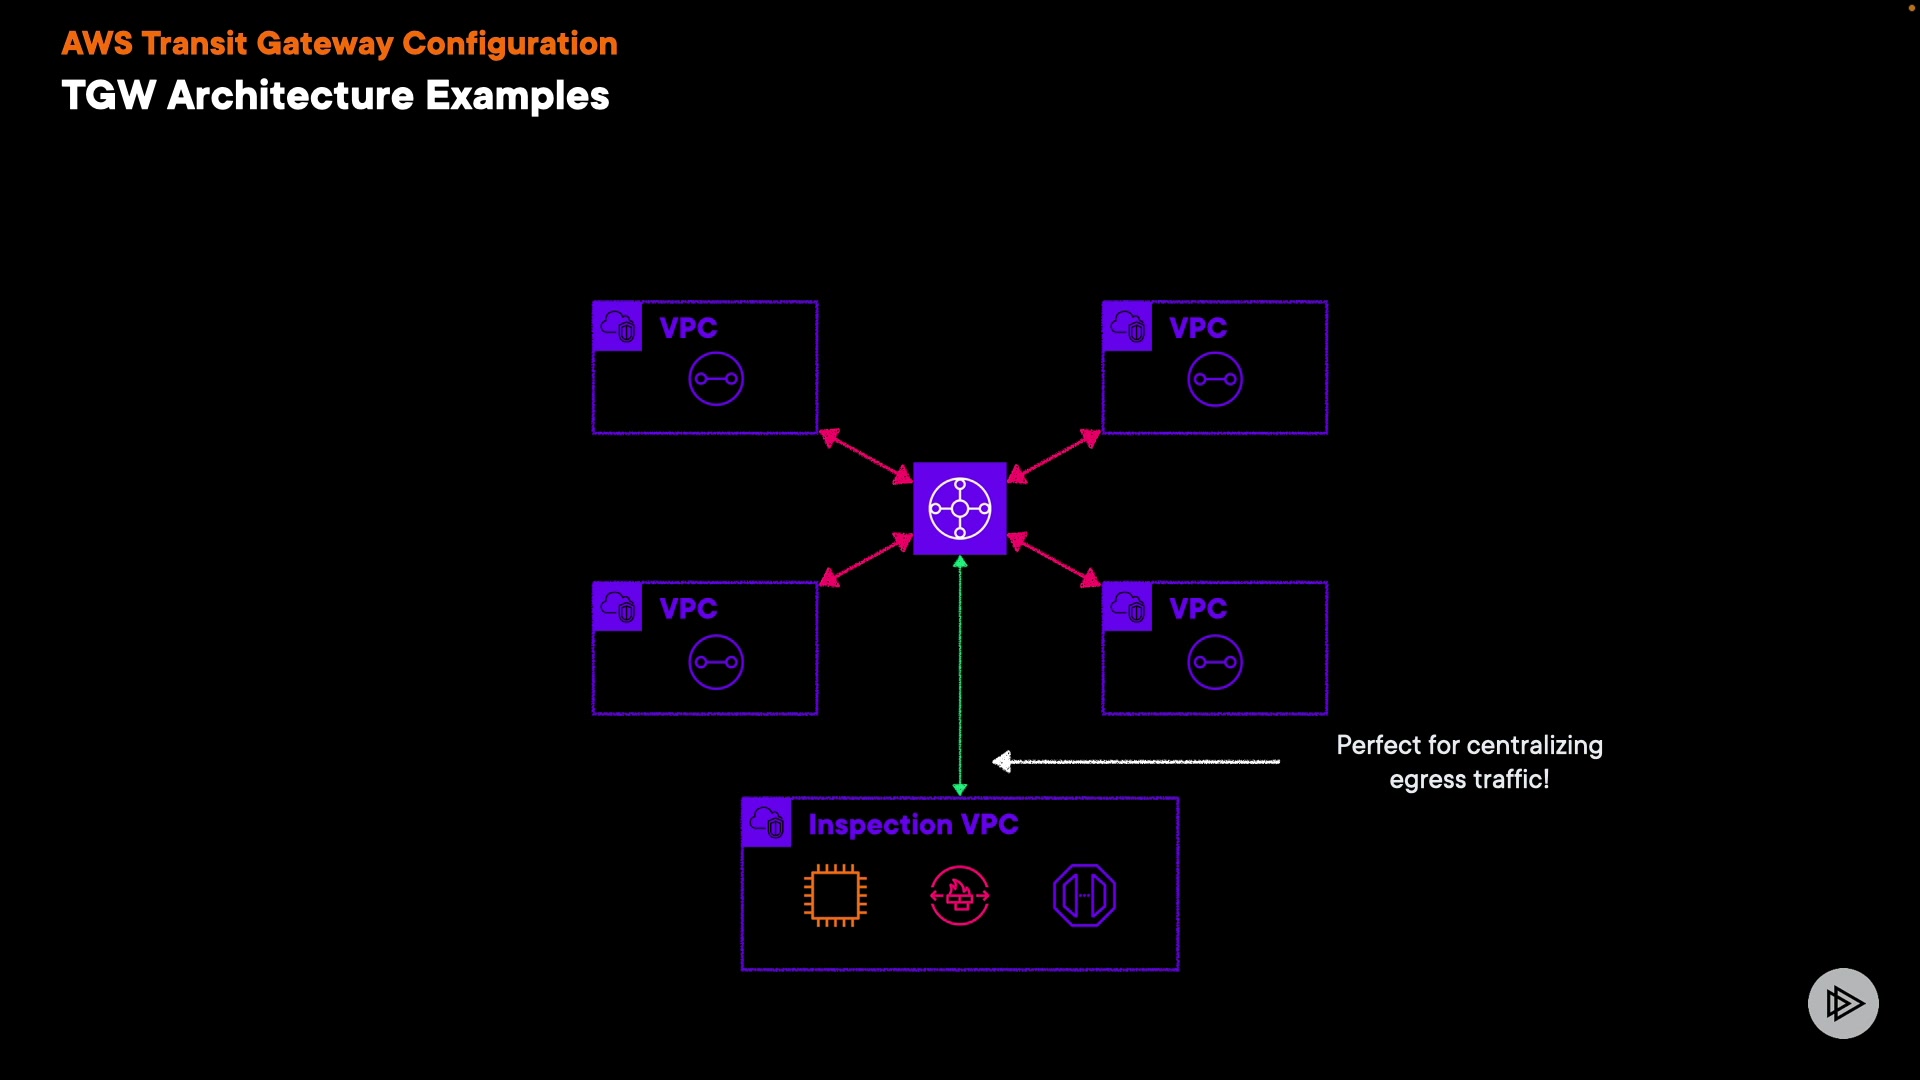 AWS Transit Gateway Configuration
TGW Architecture Examples
VPC
VPC
VPC
VPC
Perfect for centralizing
egress traffic!
Inspection VPC